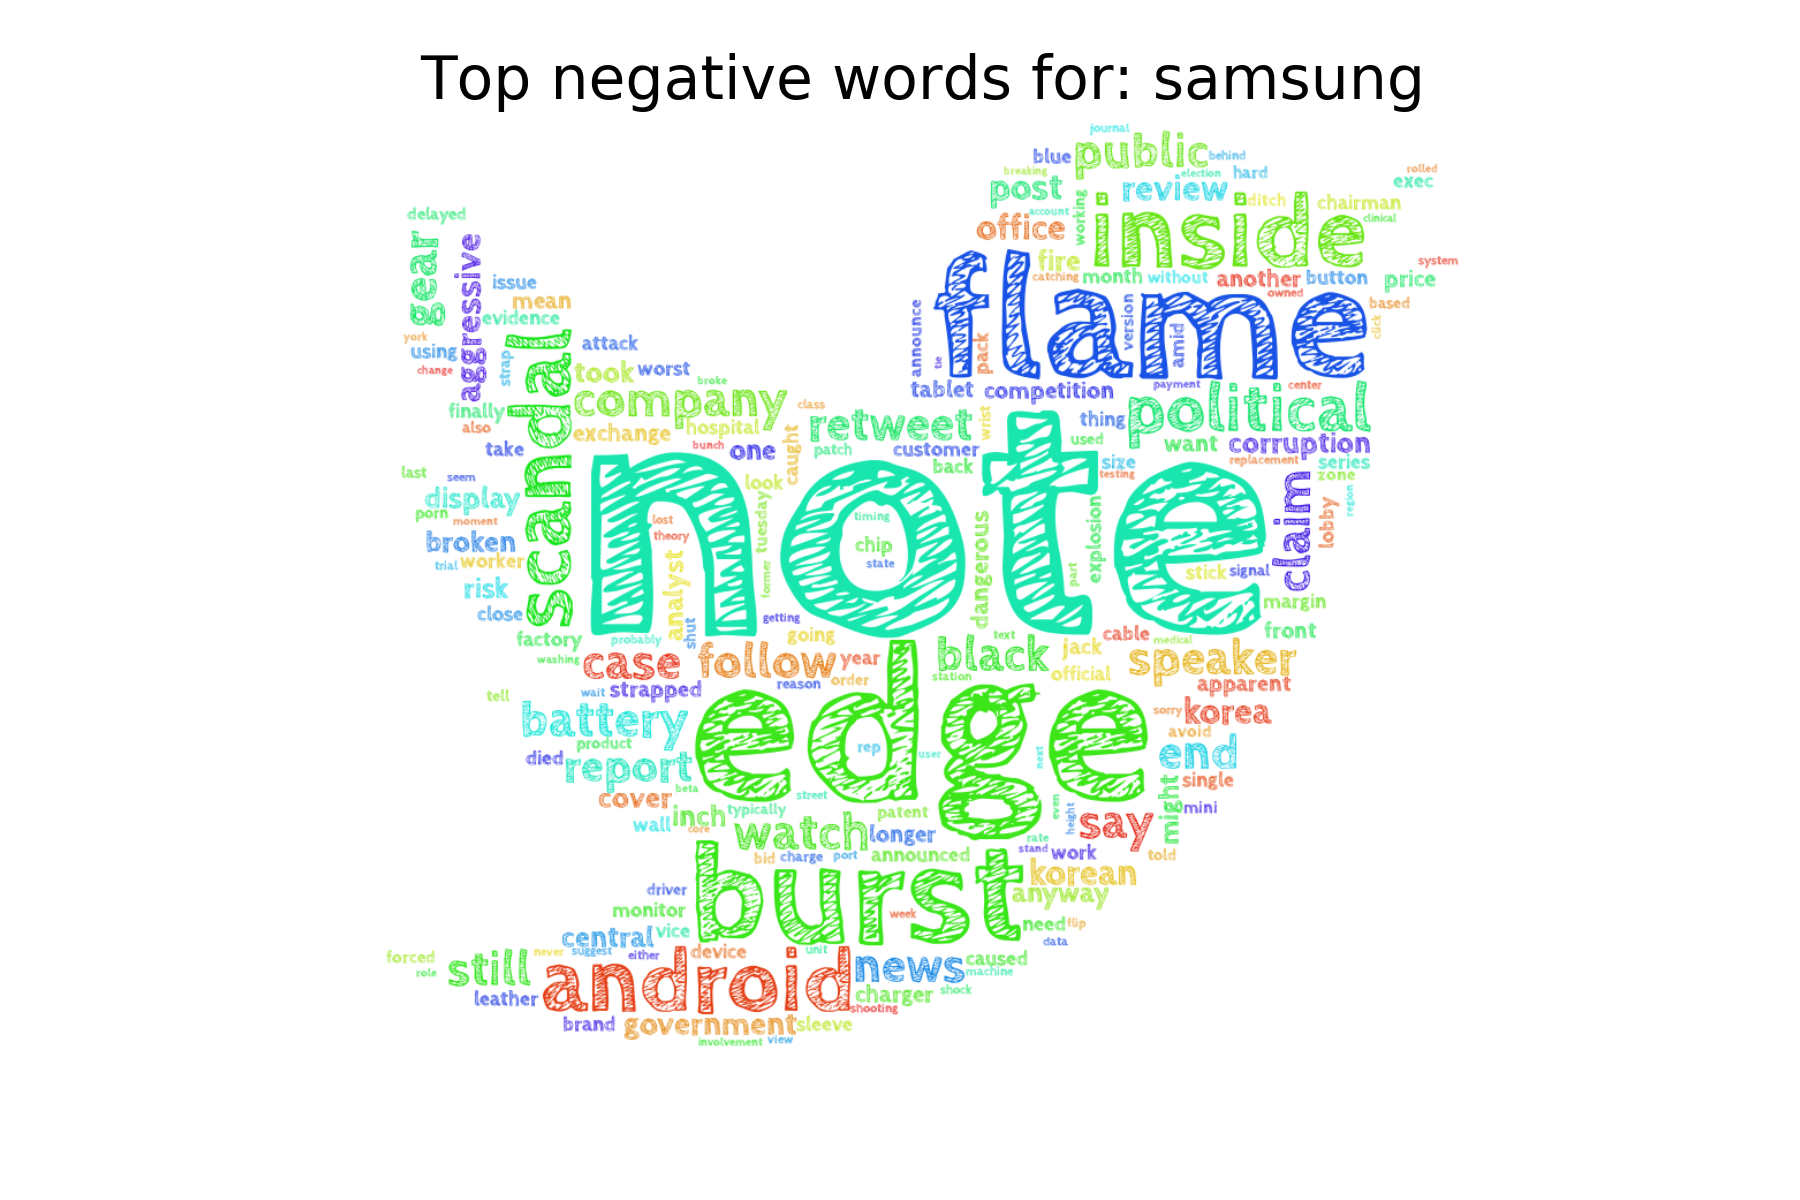 Top negative words for: samsung
journal
blue
public
behind
breaking
election
hard
rolled
exec
post
review
account
working
ditch
chairman
clinical
delayed
office
inside
gear
aggressive
fire
flame
system
catching
month
without
another
button
price
issue
owned
mean
based
evidence
announce
version
click
york
using
strap
scandal
attack
amid
pack
tie
change
took
worst
broke
tablet
competition
payment
center
company
class
finally
retweet
wrist
thing
political
also
exchange
hospital
bunch
one
caught
patch
customer
used
want
corruption
take
back
size
replacement
series
last
seem
look
testing
zone
display
note
claim
region
porn
moment
lost
timing
tuesday
lobby
broken
theory
chip
dangerous
explosion
trial
worker
state
stick
signal
risk
analyst
former
part
close
getting
margin
factory
probably
shut
going
text
cable
medical
front
washing
case
follow
year
black
jack
speaker
station
official
tell
wait
strapped
reason
order
apparent
battery
edge
sorry
korea
product
avoid
died
report
rep
user
next
end
beta
single
cover
street
inch
typically
patent
even
height
might
mini
wall
core
watch
longer
rate
say
bid
charge
port
announced
stand
work
told
driver
burst
korean
monitor
week
anyway
central
vice
need
flip
data
forced
never
suggest
either
device
unit
role
still
android
news
caused
machine
leather
charger
shock
shooting
brand
government
sleeve
involvement
view